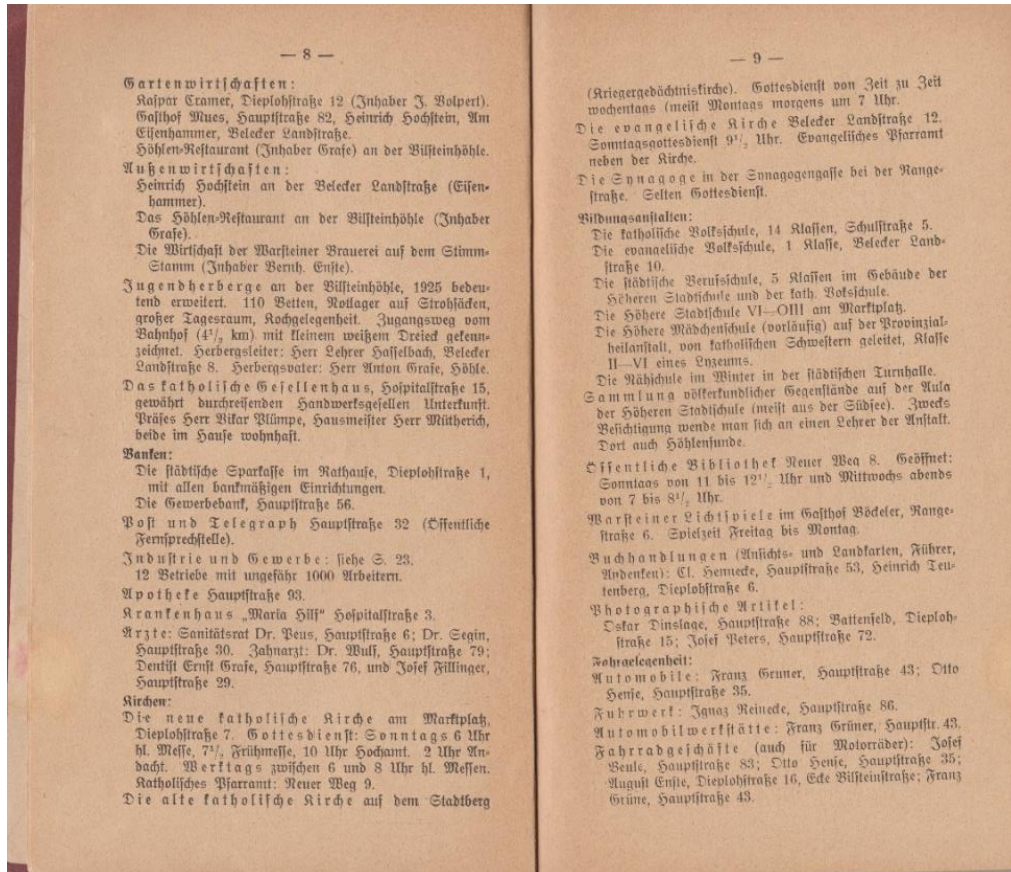 — 8 —
Gartenwirtschaften:
Kaspar Cramer, Dieplohstraße 12 (Inhaber J. Volpert).
Gasthof Mues, Hauptstraße 82, Heinrich Hochstein, Am
Eisenhammer, Belecker Landstraße.
Höhlen-Restaurant (Inhaber Grafe) an der Bilsteinhöhle.
Außenwirtschaften:
Heinrich Hochstein an der Belecker Landstraße (Eisen-
hammer).
Das Höhlen-Restaurant an der Bilsteinhöhle (Inhaber
Grafe).
Die Wirtschaft der Warsteiner Brauerei auf dem Stimm-
Stamm (Inhaber Bernh. Enste).
Jugendherberge an der Bilsteinhöhle, 1925 bedeu-
tend erweitert. 110 Betten, Notlager auf Strohsäcken,
großer Tagesraum, Kochgelegenheit. Zugangsweg vom
Bahnhof (4¹/₂ km) mit kleinem weißem Dreieck gekenn-
zeichnet. Herbergsleiter: Herr Lehrer Hasselbach, Belecker
Landstraße 8. Herbergsvater: Herr Anton Grafe, Höhle.
Das katholische Gesellenhaus, Hospitalstraße 15,
gewährt durchreisenden Handwerksgesellen Unterkunft.
Präses Herr Vikar Plümpe, Hausmeister Herr Mütherich,
beide im Hause wohnhaft.
Banken:
Die städtische Sparkasse im Rathause, Dieplohstraße 1,
mit allen bankmäßigen Einrichtungen.
Die Gewerbebank, Hauptstraße 56.
Post und Telegraph Hauptstraße 32 (Öffentliche
Fernsprechstelle).
Industrie und Gewerbe: siehe S. 23.
12 Betriebe mit ungefähr 1000 Arbeitern.
Apotheke Hauptstraße 93.
Krankenhaus „Maria Hilf" Hospitalstraße 3.
Ärzte: Sanitätsrat Dr. Peus, Hauptstraße 6; Dr. Segin,
Hauptstraße 30. Zahnarzt: Dr. Wulf, Hauptstraße 79;
Dentist Ernst Grafe, Hauptstraße 76, und Josef Fillinger,
Hauptstraße 29.
Kirchen:
Die neue katholische Kirche am Marktplatz,
Dieplohstraße 7. Gottesdienst: Sonntags 6 Uhr
hl. Messe, 7¹/₂ Frühmesse, 10 Uhr Hochamt. 2 Uhr An-
dacht. Werktags zwischen 6 und 8 Uhr hl. Messen.
Katholisches Pfarramt: Neuer Weg 9.
Die alte katholische Kirche auf dem Stadtberg
— 9 —
(Kriegergedächtniskirche). Gottesdienst von Zeit zu Zeit
wochentags (meist Montags morgens um 7 Uhr.
Die evangelische Kirche Belecker Landstraße 12.
Sonntagsgottesdienst 9¹/₂ Uhr. Evangelisches Pfarramt
neben der Kirche.
Die Synagoge in der Synagogengasse bei der Range-
straße. Selten Gottesdienst.
Bildungsanstalten:
Die katholische Volksschule, 14 Klassen, Schulstraße 5.
Die evangelische Volksschule, 1 Klasse, Belecker Land-
straße 10.
Die städtische Berufsschule, 5 Klassen im Gebäude der
Höheren Stadtschule und der kath. Voksschule.
Die Höhere Stadtschule VI—OIII am Marktplatz.
Die Höhere Mädchenschule (vorläufig) auf der Provinzial-
heilanstalt, von katholischen Schwestern geleitet, Klasse
II—VI eines Lyzeums.
Die Nähschule im Winter in der städtischen Turnhalle.
Sammlung völkerkundlicher Gegenstände auf der Aula
der Höheren Stadtschule (meist aus der Südsee). Zwecks
Besichtigung wende man sich an einen Lehrer der Anstalt.
Dort auch Höhlenfunde.
Öffentliche Bibliothek Neuer Weg 8. Geöffnet:
Sonntags von 11 bis 12¹/₂ Uhr und Mittwochs abends
von 7 bis 8¹/₂ Uhr.
Warsteiner Lichtspiele im Gasthof Böckeler, Range-
straße 6. Spielzeit Freitag bis Montag.
Buchhandlungen (Ansichts- und Landkarten, Führer,
Andenken): Cl. Hennecke, Hauptstraße 53, Heinrich Teu-
tenberg, Dieplohstraße 6.
Photographische Artikel:
Oskar Dinslage, Hauptstraße 88; Battenfeld, Dieploh-
straße 15; Josef Peters, Hauptstraße 72.
Fahrgelegenheit:
Automobile: Franz Gruner, Hauptstraße 43; Otto
Hense, Hauptstraße 35.
Fuhrwerk: Ignaz Reinecke, Hauptstraße 86.
Automobilwerkstätte: Franz Grüner, Hauptstr. 43.
Fahrradgeschäfte (auch für Motorräder): Josef
Beule, Hauptstraße 83; Otto Hense, Hauptstraße 35;
August Enste, Dieplohstraße 16, Ecke Bilsteinstraße; Franz
Grüne, Hauptstraße 43.